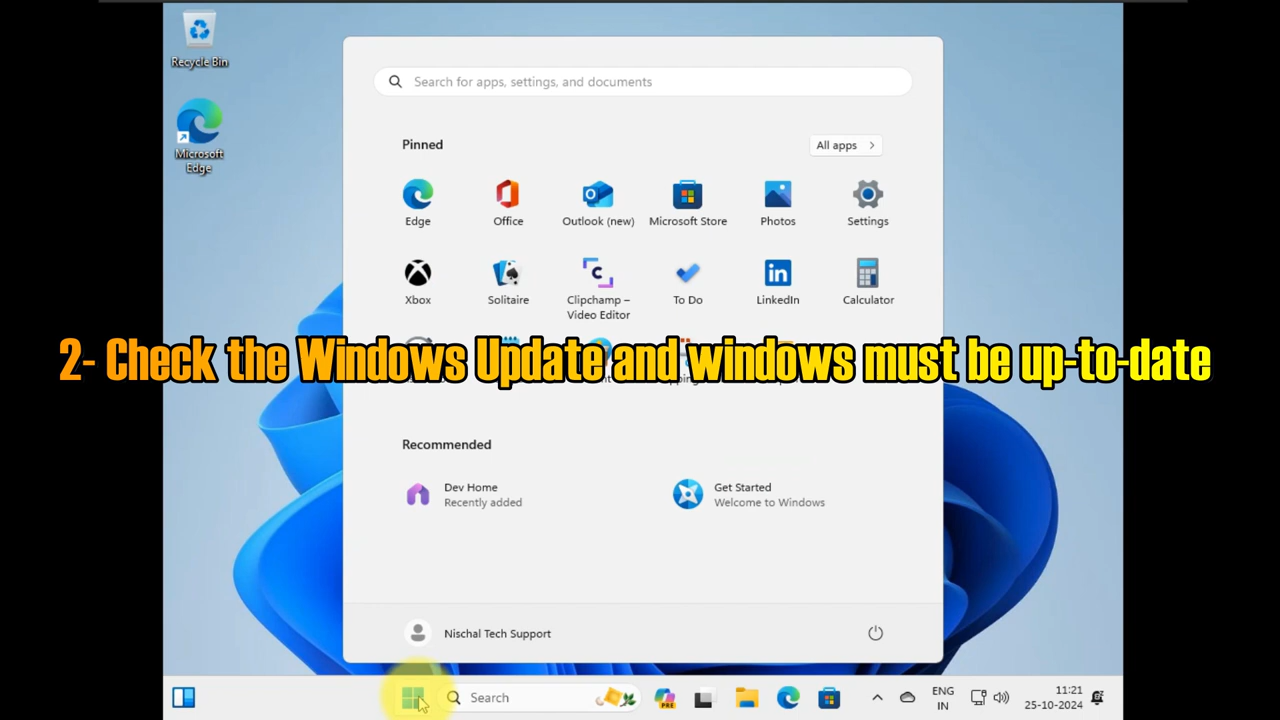 Recycle Bin
Microsoft
Edge
Search for apps, settings, and documents
Pinned
All apps
Edge
Office
Outlook (new)
Microsoft Store
Photos
Settings
Xbox
Solitaire
Clipchamp –
Video Editor
To Do
LinkedIn
Calculator
2- Check the Windows Update and windows must be up-to-date
Recommended
Dev Home
Recently added
Get Started
Welcome to Windows
Nischal Tech Support
Search
PRE
ENG
IN
11:21
25-10-2024